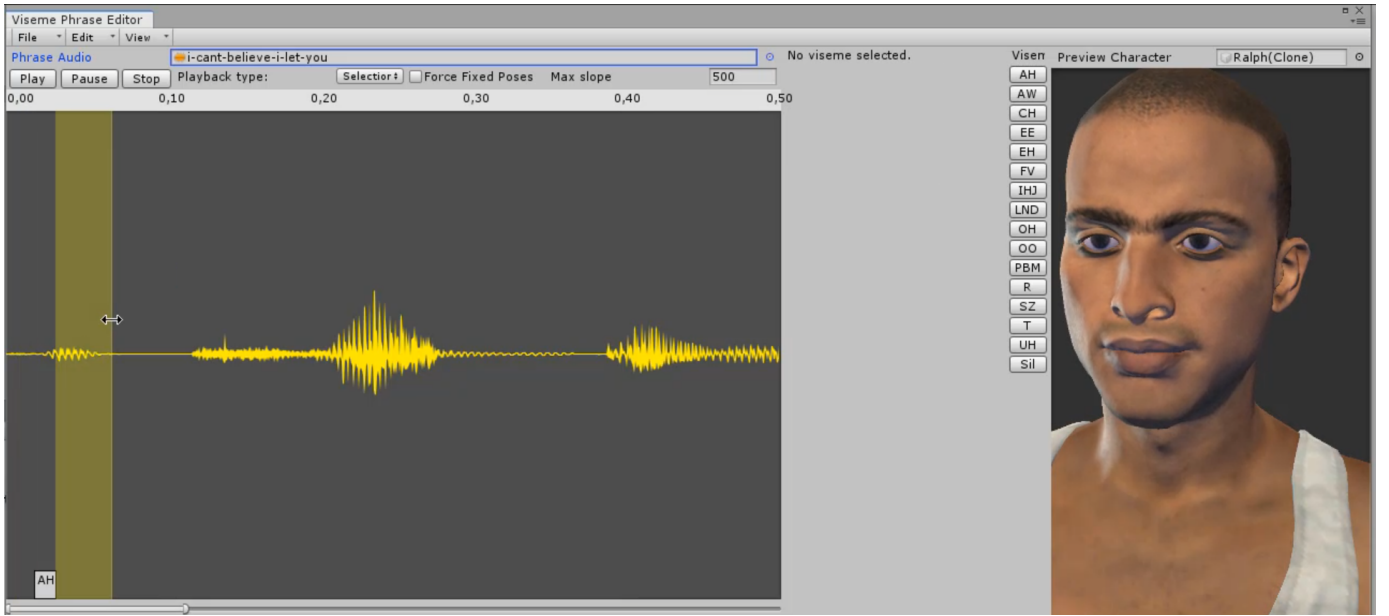 Viseme Phrase Editor
File Edit View
Phrase Audio i-cant-believe-i-let-you No viseme selected. Visem Preview Character Ralph(Clone)
Play Pause Stop Playback type: Selection Force Fixed Poses Max slope 500
0,00 0,10 0,20 0,30 0,40 0,50
AH
AW
CH
EE
EH
FV
IHJ
LND
OH
OO
PBM
R
SZ
T
UH
Sil
AH